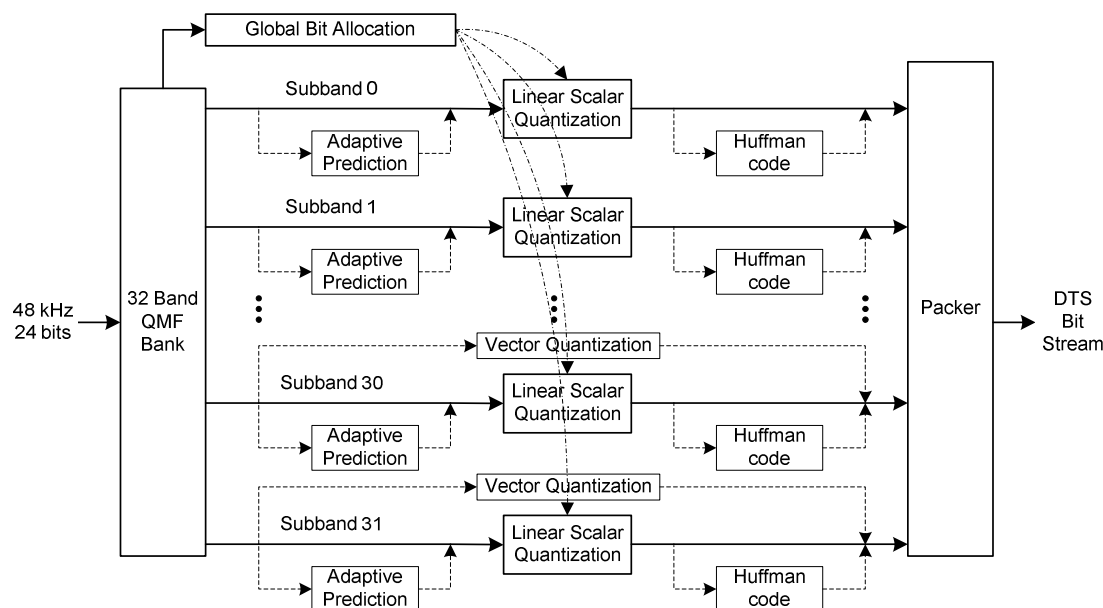 Global Bit Allocation
Subband 0
Linear Scalar
Quantization
Adaptive
Prediction
Huffman
code
Subband 1
Linear Scalar
Quantization
Adaptive
Prediction
Huffman
code
48 kHz
24 bits
32 Band
QMF
Bank
Packer
DTS
Bit
Stream
Vector Quantization
Subband 30
Linear Scalar
Quantization
Adaptive
Prediction
Huffman
code
Vector Quantization
Subband 31
Linear Scalar
Quantization
Adaptive
Prediction
Huffman
code